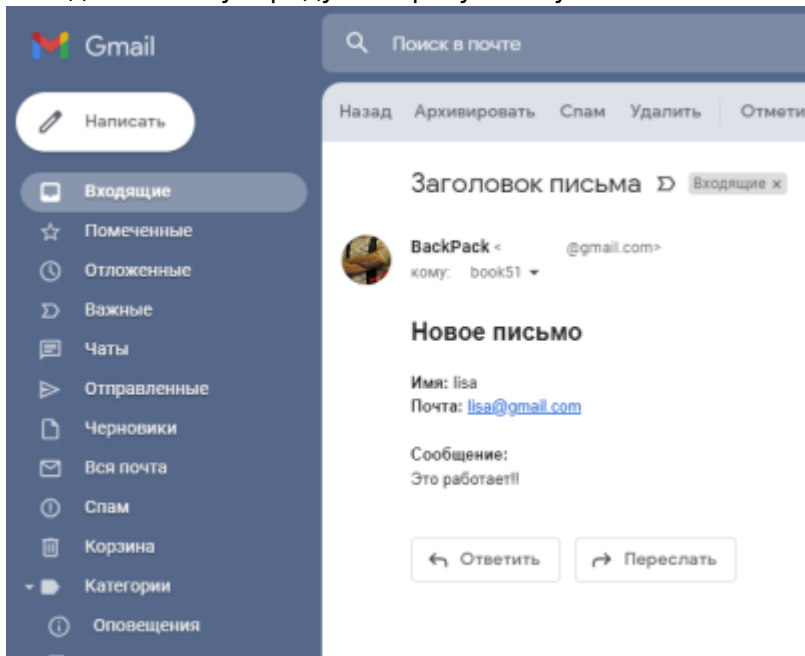 Gmail
Поиск в почте
Написать
Назад Архивировать Спам Удалить
Входящие
Помеченные
Отложенные
Важные
Чаты
Отправленные
Черновики
Вся почта
Спам
Корзина
Категории
Оповещения
Заголовок письма Входящие ×
BackPack < @gmail.com>
кому: book51
Новое письмо
Имя: lisa
Почта: lisa@gmail.com
Сообщение:
Это работает!!
Ответить Переслать